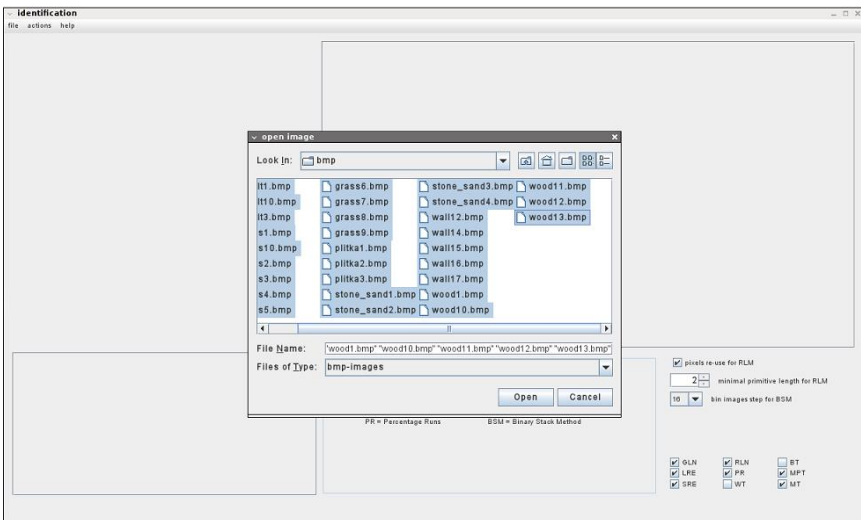 identification
file actions help
open image
Look In: bmp
lt1.bmp grass6.bmp stone_sand3.bmp wood11.bmp
lt10.bmp grass7.bmp stone_sand4.bmp wood12.bmp
lt3.bmp grass8.bmp wall12.bmp wood13.bmp
s1.bmp grass9.bmp wall14.bmp
s10.bmp plitka1.bmp wall15.bmp
s2.bmp plitka2.bmp wall16.bmp
s3.bmp plitka3.bmp wall17.bmp
s4.bmp stone_sand1.bmp wood1.bmp
s5.bmp stone_sand2.bmp wood10.bmp
File Name: 'wood1.bmp" "wood10.bmp" "wood11.bmp" "wood12.bmp" "wood13.bmp"
Files of Type: bmp-images
Open Cancel
PR = Percentage Runs BSM = Binary Stack Method
pixels re-use for RLM
2 minimal primitive length for RLM
16 bin images step for BSM
GLN RLN BT
LRE PR MPT
SRE WT MT